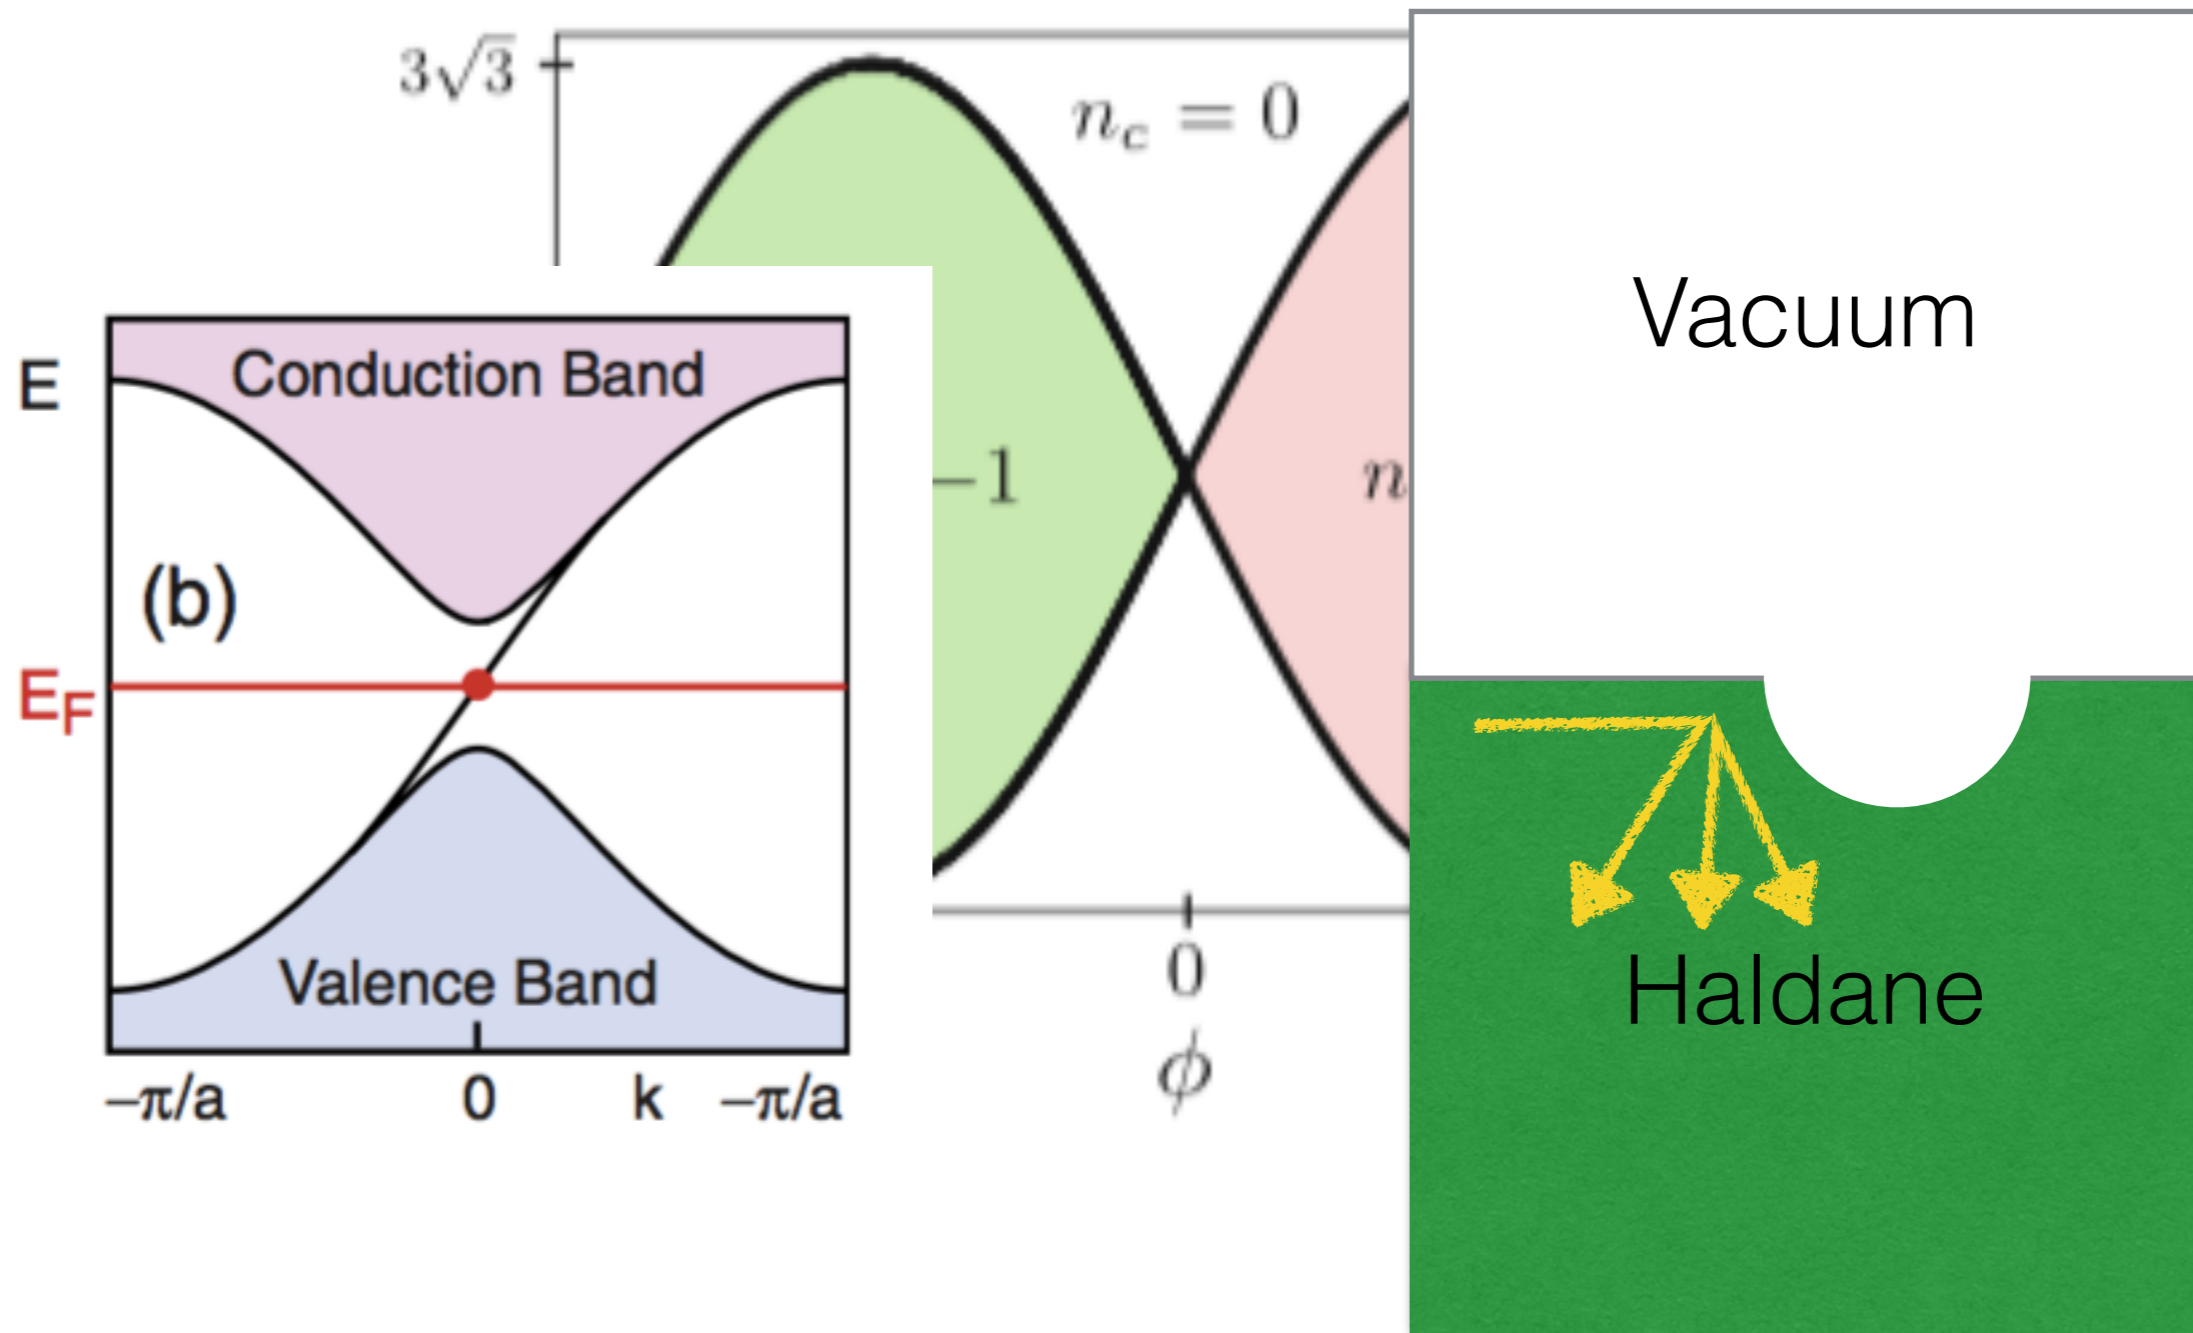 3√3
n_c = 0
Vacuum
E
Conduction Band
−1
n
(b)
E_F
Haldane
Valence Band
0
ϕ
−π/a 0 k −π/a